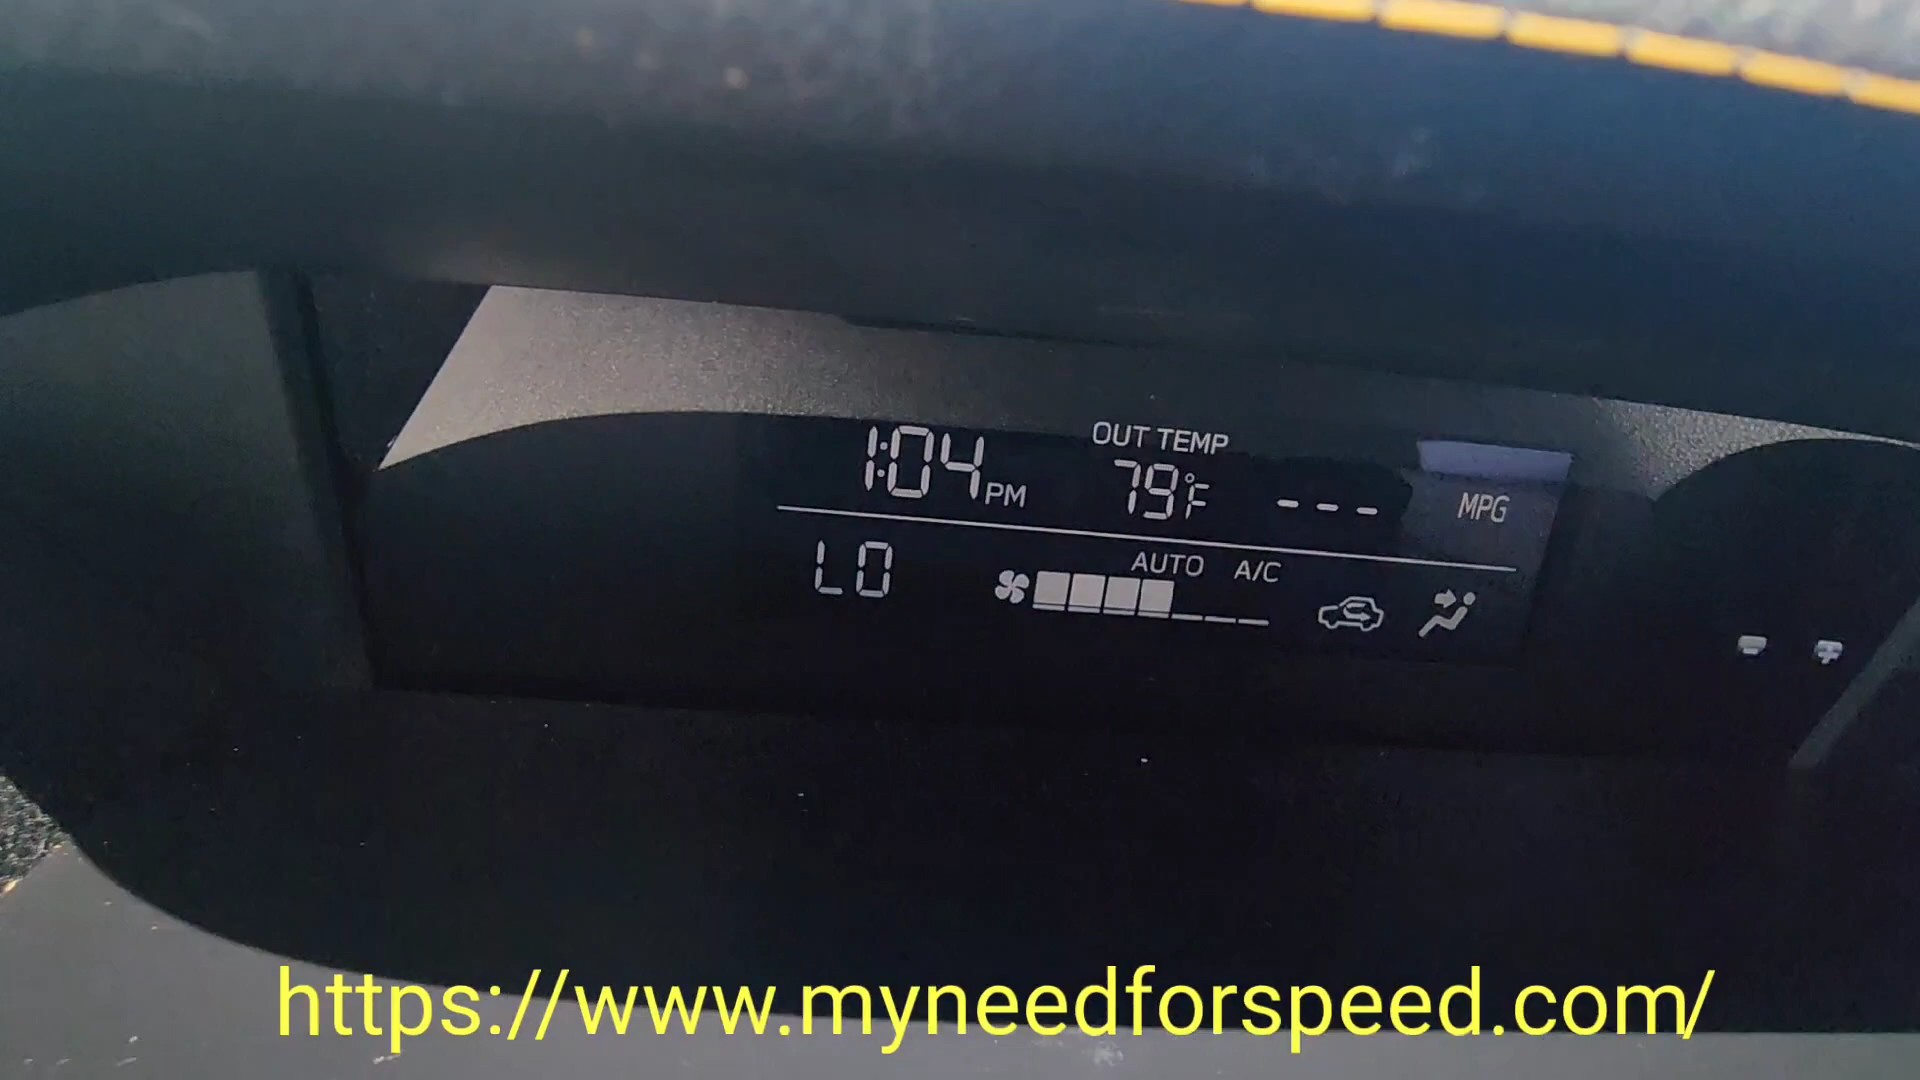 1:04 PM OUT TEMP 79°F --- MPG
LO AUTO A/C
https://www.myneedforspeed.com/